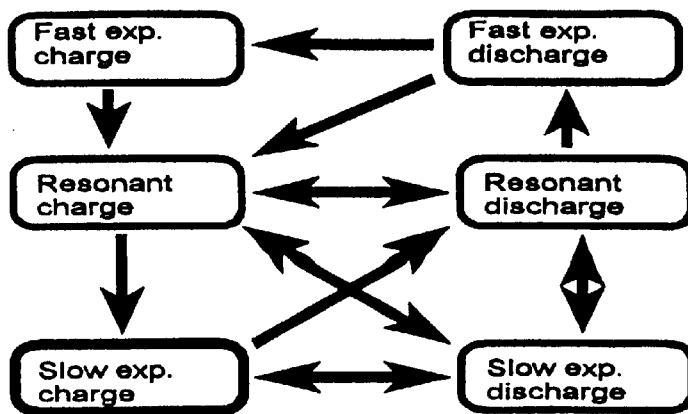 Fast exp.
charge
Fast exp.
discharge
Resonant
charge
Resonant
discharge
Slow exp.
charge
Slow exp.
discharge